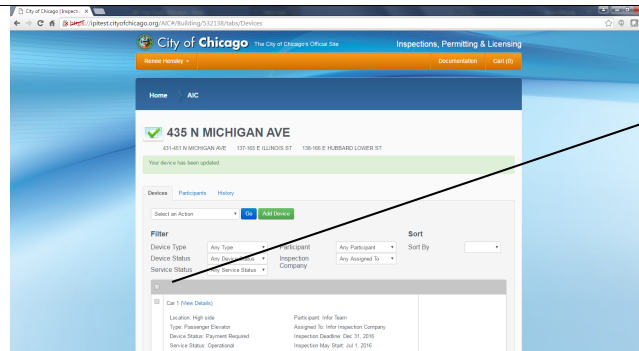 City of Chicago | Inspecti
https://ipitest.cityofchicago.org/AIC#/Building/532138/tabs/Devices
City of Chicago The City of Chicago's Official Site Inspections, Permitting & Licensing
Renee Hensley Documentation Cart (0)
Home AIC
435 N MICHIGAN AVE
431-451 N MICHIGAN AVE 137-165 E ILLINOIS ST 138-166 E HUBBARD LOWER ST
Your device has been updated.
Devices Participants History
Select an Action Go Add Device
Filter Sort
Device Type Any Type Participant Any Participant Sort By
Device Status Any Device Status Inspection Company Any Assigned To
Service Status Any Service Status
Car 1 (View Details)
Location: High side Participant: Infor Team
Type: Passenger Elevator Assigned To: Infor Inspection Company
Device Status: Payment Required Inspection Deadline: Dec 31, 2016
Service Status: Operational Inspection May Start: Jul 1, 2016